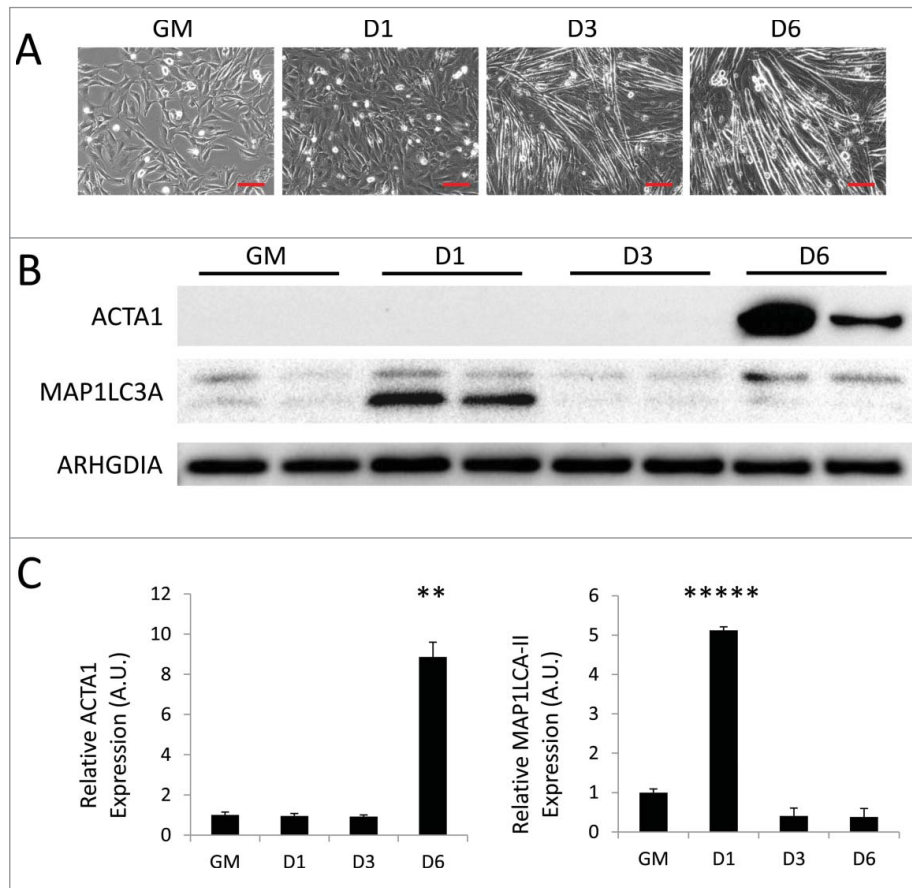 A
GM D1 D3 D6
B
GM D1 D3 D6
ACTA1
MAP1LC3A
ARHGDIA
C
Relative ACTA1
Expression (A.U.)
12
10
8
6
4
2
0
**
GM D1 D3 D6
Relative MAP1LCA-II
Expression (A.U.)
6
5
4
3
2
1
0
*****
GM D1 D3 D6